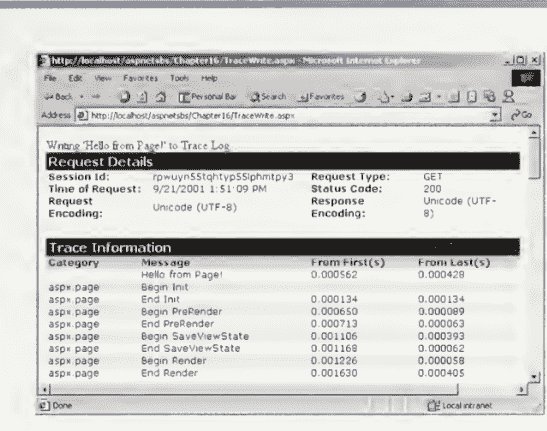 http://localhost/aspnetsbs/Chapter16/TraceWrite.aspx - Microsoft Internet Explorer
File Edit View Favorites Tools Help
Back Personal Bar Search Favorites
Address http://localhost/aspnetsbs/Chapter16/TraceWrite.aspx Go
Writing 'Hello from Page!' to Trace Log
Request Details
Session Id: rpwuyn55tqhtyp55lphmtpy3 Request Type: GET
Time of Request: 9/21/2001 1:51:09 PM Status Code: 200
Request Encoding: Unicode (UTF-8) Response Encoding: Unicode (UTF-8)
Trace Information
Category Message From First(s) From Last(s)
Hello from Page! 0.000562 0.000428
aspx.page Begin Init
aspx.page End Init 0.000134 0.000134
aspx.page Begin PreRender 0.000650 0.000089
aspx.page End PreRender 0.000713 0.000063
aspx.page Begin SaveViewState 0.001106 0.000393
aspx.page End SaveViewState 0.001168 0.000062
aspx.page Begin Render 0.001226 0.000058
aspx.page End Render 0.001630 0.000405
Done Local intranet